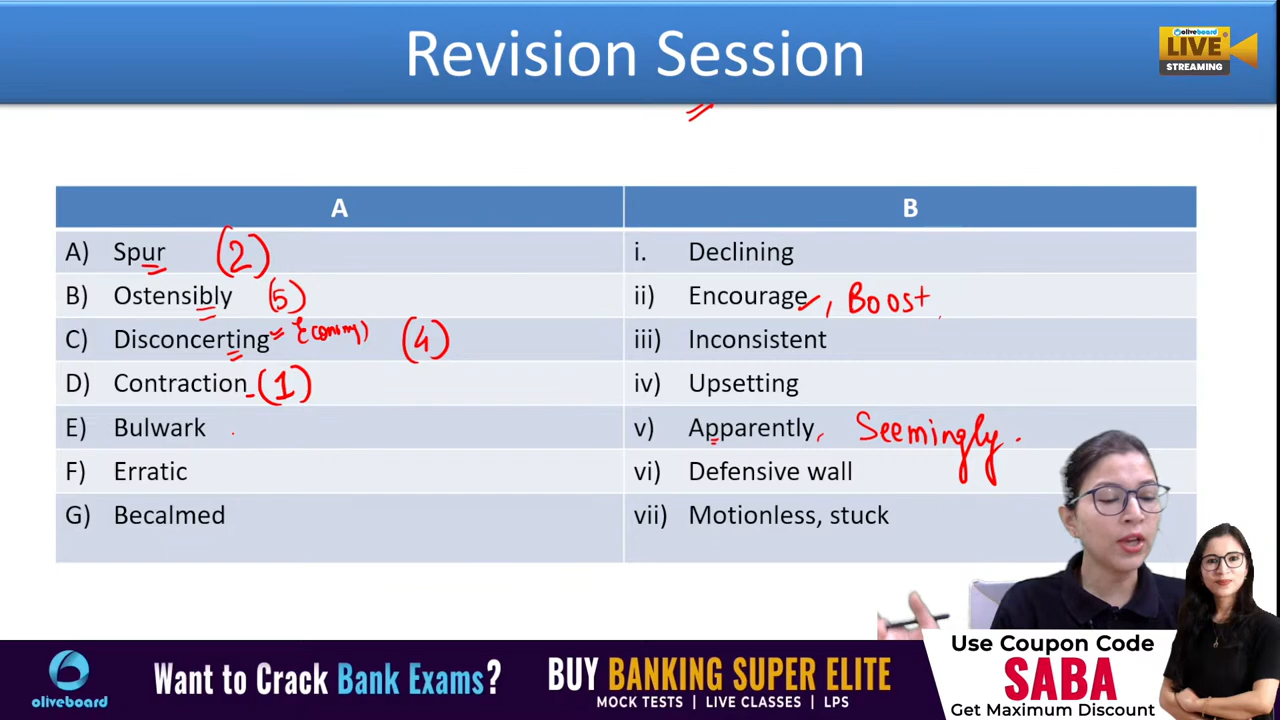 Revision Session
oliveboard
LIVE
STREAMING
A
B
A) Spur (2)
i. Declining
B) Ostensibly (5)
ii) Encourage, Boost
C) Disconcerting (4)
iii) Inconsistent
D) Contraction - (1)
iv) Upsetting
E) Bulwark
v) Apparently, Seemingly.
F) Erratic
vi) Defensive wall
G) Becalmed
vii) Motionless, stuck
oliveboard
Want to Crack Bank Exams?
BUY BANKING SUPER ELITE
MOCK TESTS | LIVE CLASSES | LPS
Use Coupon Code
SABA
Get Maximum Discount